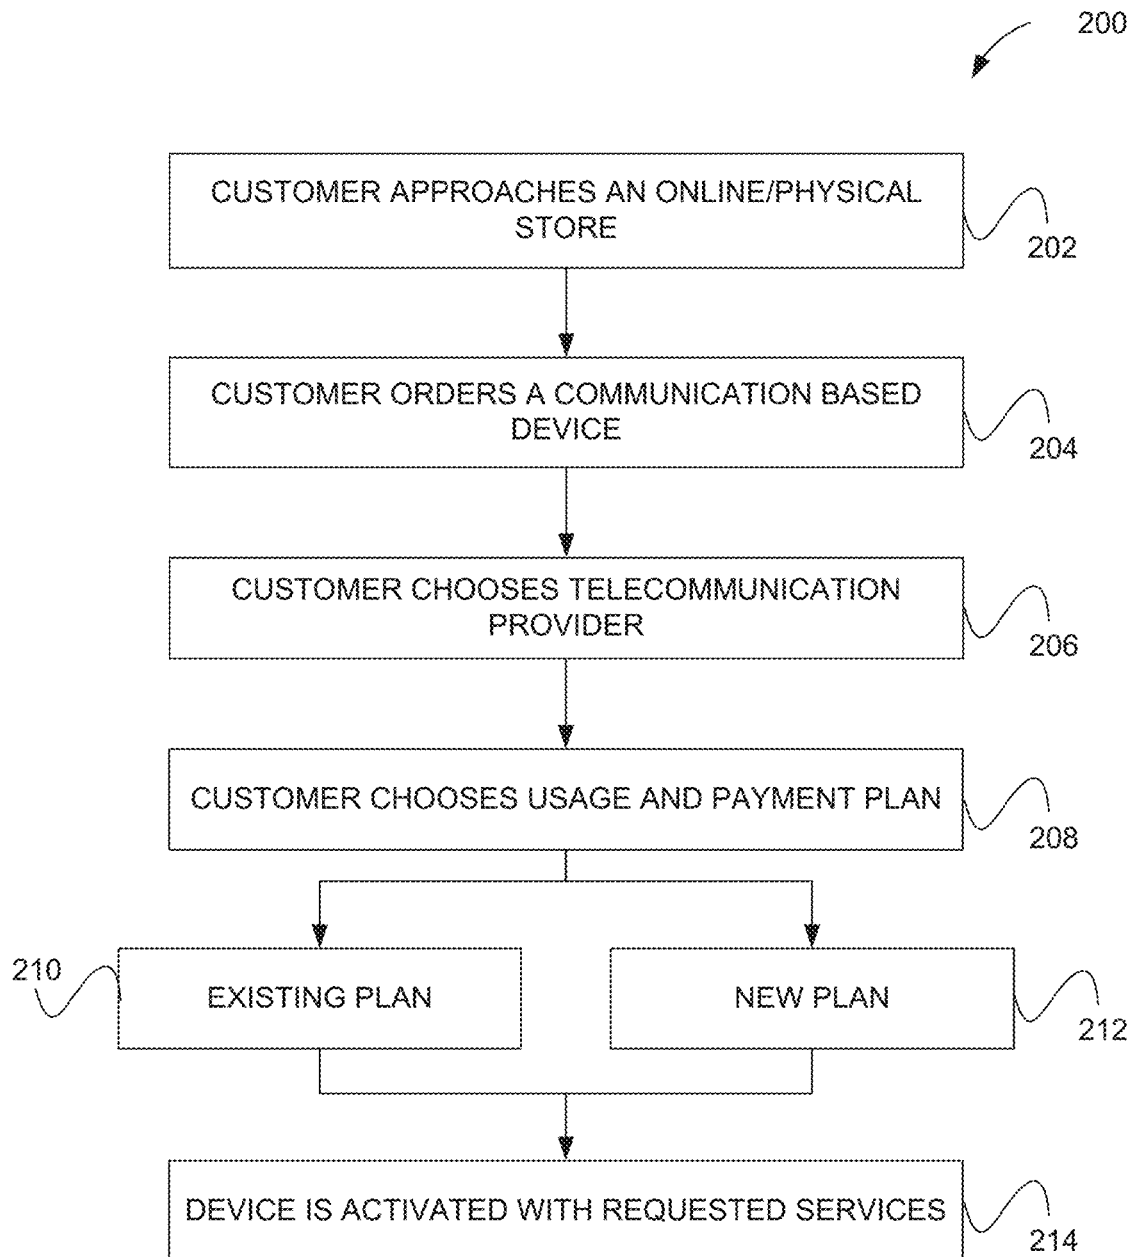 200
CUSTOMER APPROACHES AN ONLINE/PHYSICAL
STORE
202
CUSTOMER ORDERS A COMMUNICATION BASED
DEVICE
204
CUSTOMER CHOOSES TELECOMMUNICATION
PROVIDER
206
CUSTOMER CHOOSES USAGE AND PAYMENT PLAN
208
210
EXISTING PLAN
NEW PLAN
212
DEVICE IS ACTIVATED WITH REQUESTED SERVICES
214